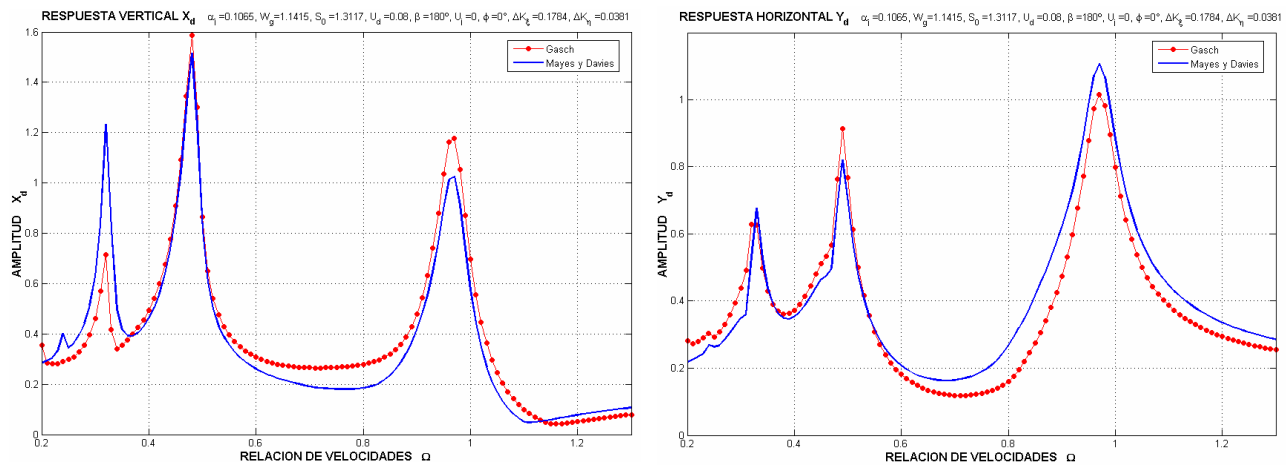 RESPUESTA VERTICAL X_d α_l=0.1065, W_g=1.1415, S_0=1.3117, U_d=0.08, β=180º, U_i=0, ϕ=0°, ΔK_ξ=0.1784, ΔK_η=0.0381
1.6
1.4
1.2
1
0.8
0.6
0.4
0.2
0
AMPLITUD X_d
Gasch
Mayes y Davies
0.2
0.4
0.6
0.8
1
1.2
RELACION DE VELOCIDADES Ω
RESPUESTA HORIZONTAL Y_d α_l=0.1065, W_g=1.1415, S_0=1.3117, U_d=0.08, β=180º, U_i=0, ϕ=0°, ΔK_ξ=0.1784, ΔK_η=0.0381
1
0.8
0.6
0.4
0.2
0
AMPLITUD Y_d
Gasch
Mayes y Davies
0.2
0.4
0.6
0.8
1
1.2
RELACION DE VELOCIDADES Ω